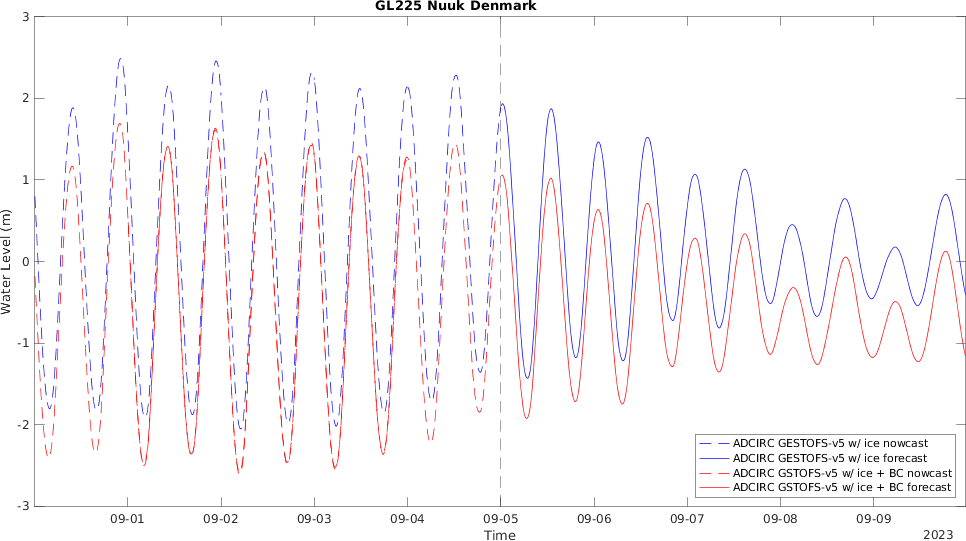 GL225 Nuuk Denmark
3
2
1
0
-1
-2
-3
Water Level (m)
09-01 09-02 09-03 09-04 09-05 09-06 09-07 09-08 09-09
Time
2023
ADCIRC GESTOFS-v5 w/ ice nowcast
ADCIRC GESTOFS-v5 w/ ice forecast
ADCIRC GSTOFS-v5 w/ ice + BC nowcast
ADCIRC GSTOFS-v5 w/ ice + BC forecast